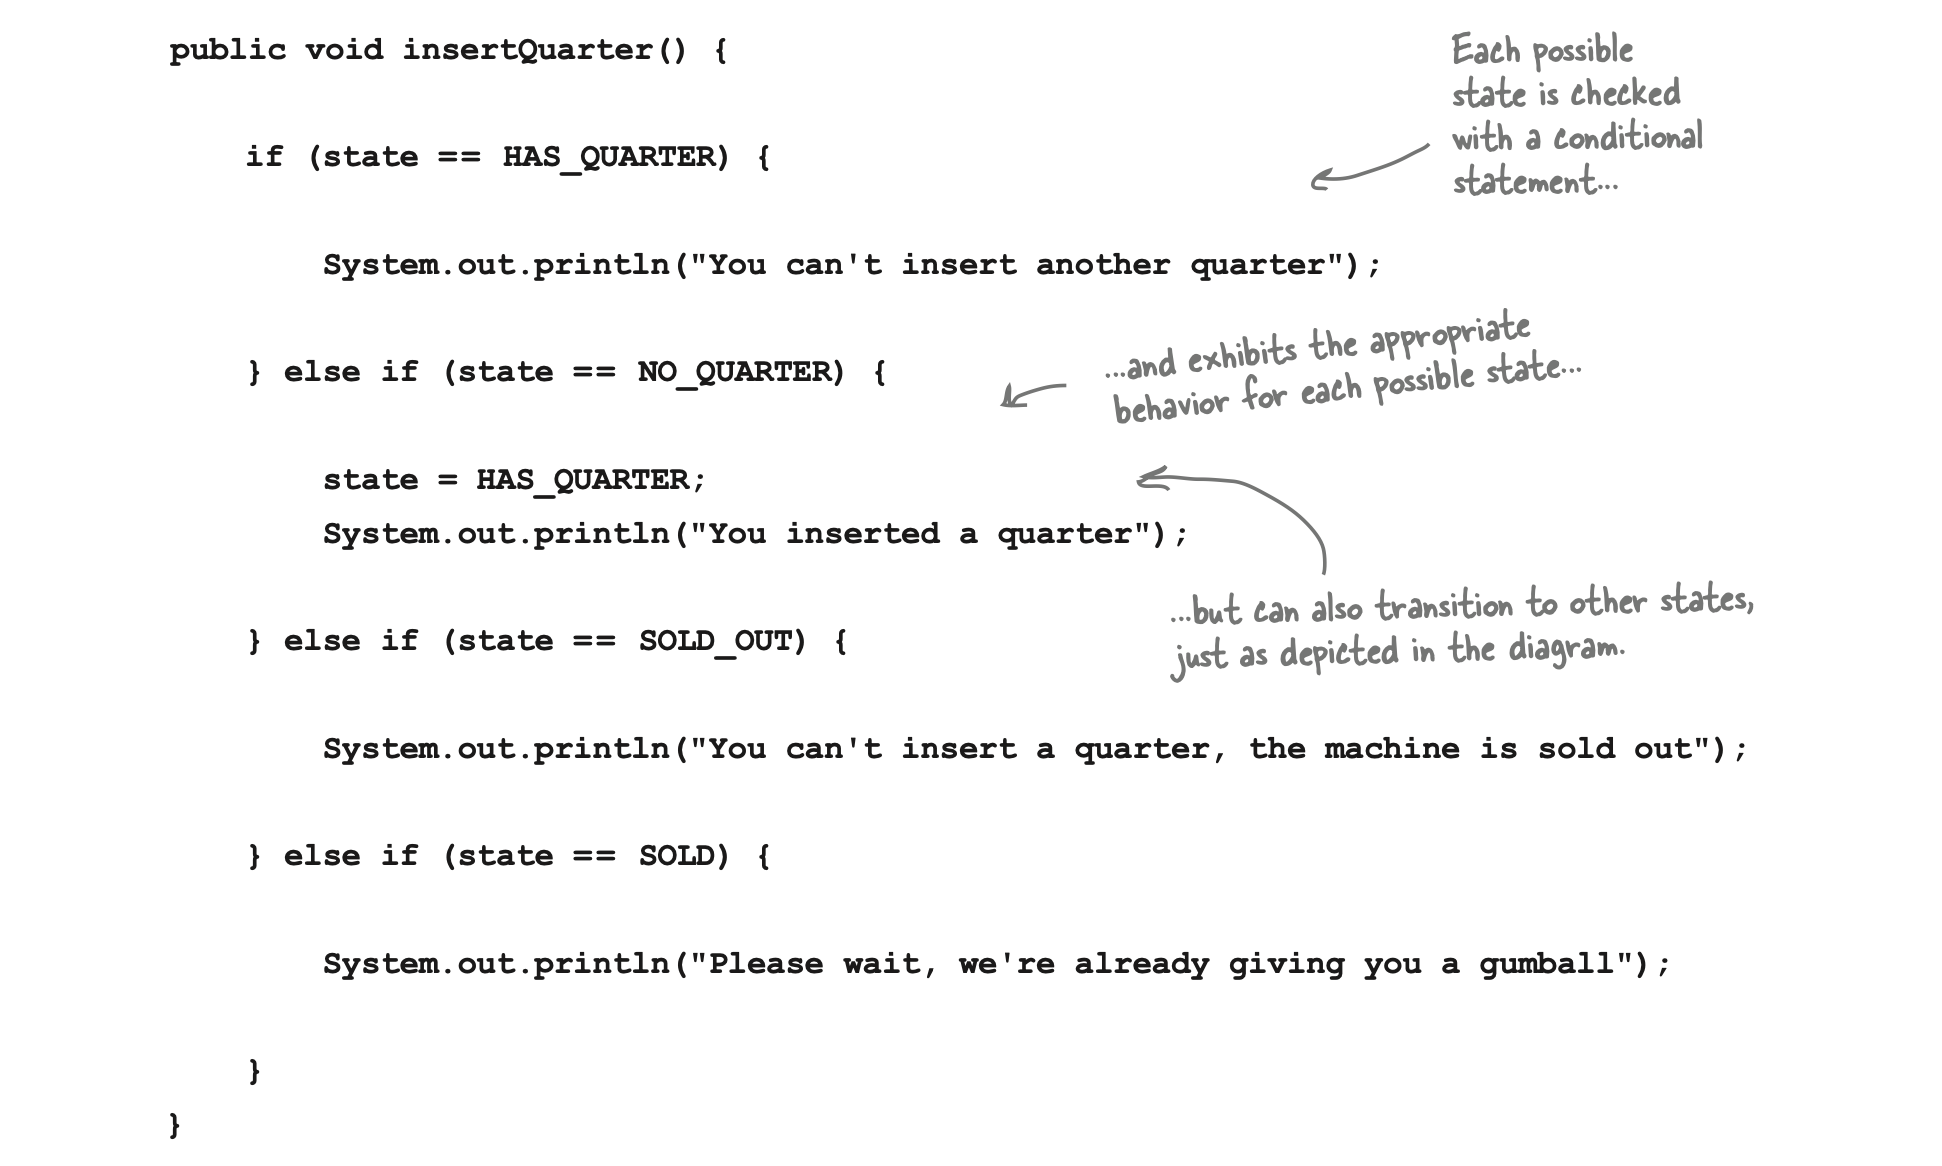 public void insertQuarter() {
Each possible
state is checked
with a conditional
statement...
if (state == HAS_QUARTER) {
System.out.println("You can't insert another quarter");
...and exhibits the appropriate
behavior for each possible state...
} else if (state == NO_QUARTER) {
state = HAS_QUARTER;
System.out.println("You inserted a quarter");
...but can also transition to other states,
just as depicted in the diagram.
} else if (state == SOLD_OUT) {
System.out.println("You can't insert a quarter, the machine is sold out");
} else if (state == SOLD) {
System.out.println("Please wait, we're already giving you a gumball");
}
}